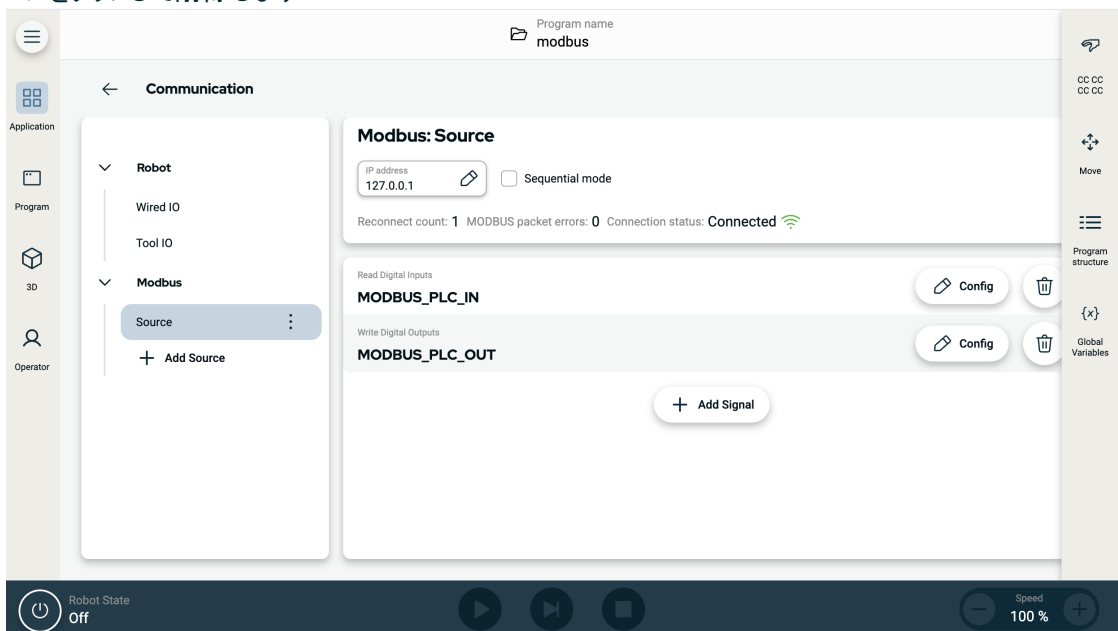 Program name
modbus
Communication
Application
Program
3D
Operator
Robot
Wired IO
Tool IO
Modbus
Source
Add Source
Modbus: Source
IP address
127.0.0.1
Sequential mode
Reconnect count: 1 MODBUS packet errors: 0 Connection status: Connected
Read Digital Inputs
MODBUS_PLC_IN
Config
Write Digital Outputs
MODBUS_PLC_OUT
Config
Add Signal
CC CC
CC CC
Move
Program
structure
{x}
Global
Variables
Robot State
Off
Speed
100 %